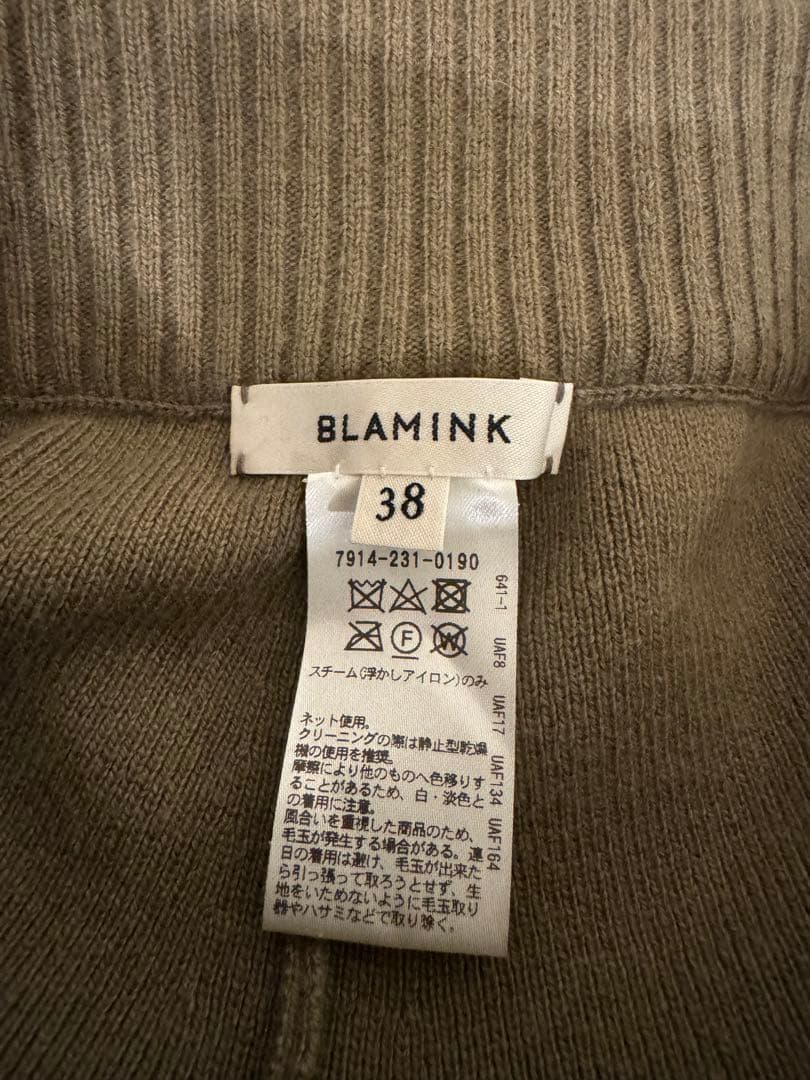 BLAMINK
38
7914-231-0190
F
W
スチーム(浮かしアイロン)のみ
ネット使用。
クリーニングの際は静止型乾燥
機の使用を推奨。
摩擦により他のものへ色移りす
ることがあるため、白・淡色と
の着用に注意。
風合いを重視した商品のため、
毛玉が発生する場合がある。連
日の着用は避け、毛玉が出来た
ら引っ張って取ろうとせず、生
地をいためないように毛玉取り
器やハサミなどで取り除く。
641-1 UAF8 UAF17 UAF134 UAF164